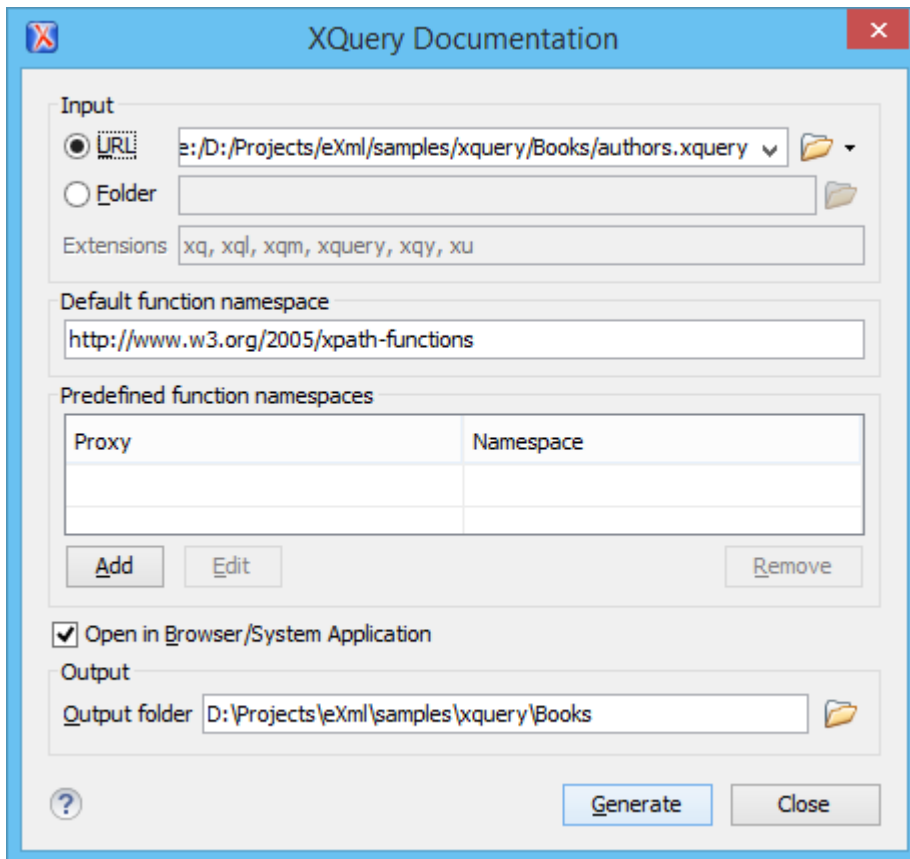 XQuery Documentation
Input
URL e:/D:/Projects/eXml/samples/xquery/Books/authors.xquery
Folder
Extensions xq, xql, xqm, xquery, xqy, xu
Default function namespace
http://www.w3.org/2005/xpath-functions
Predefined function namespaces
Proxy Namespace
Add Edit Remove
Open in Browser/System Application
Output
Output folder D:\Projects\eXml\samples\xquery\Books
? Generate Close